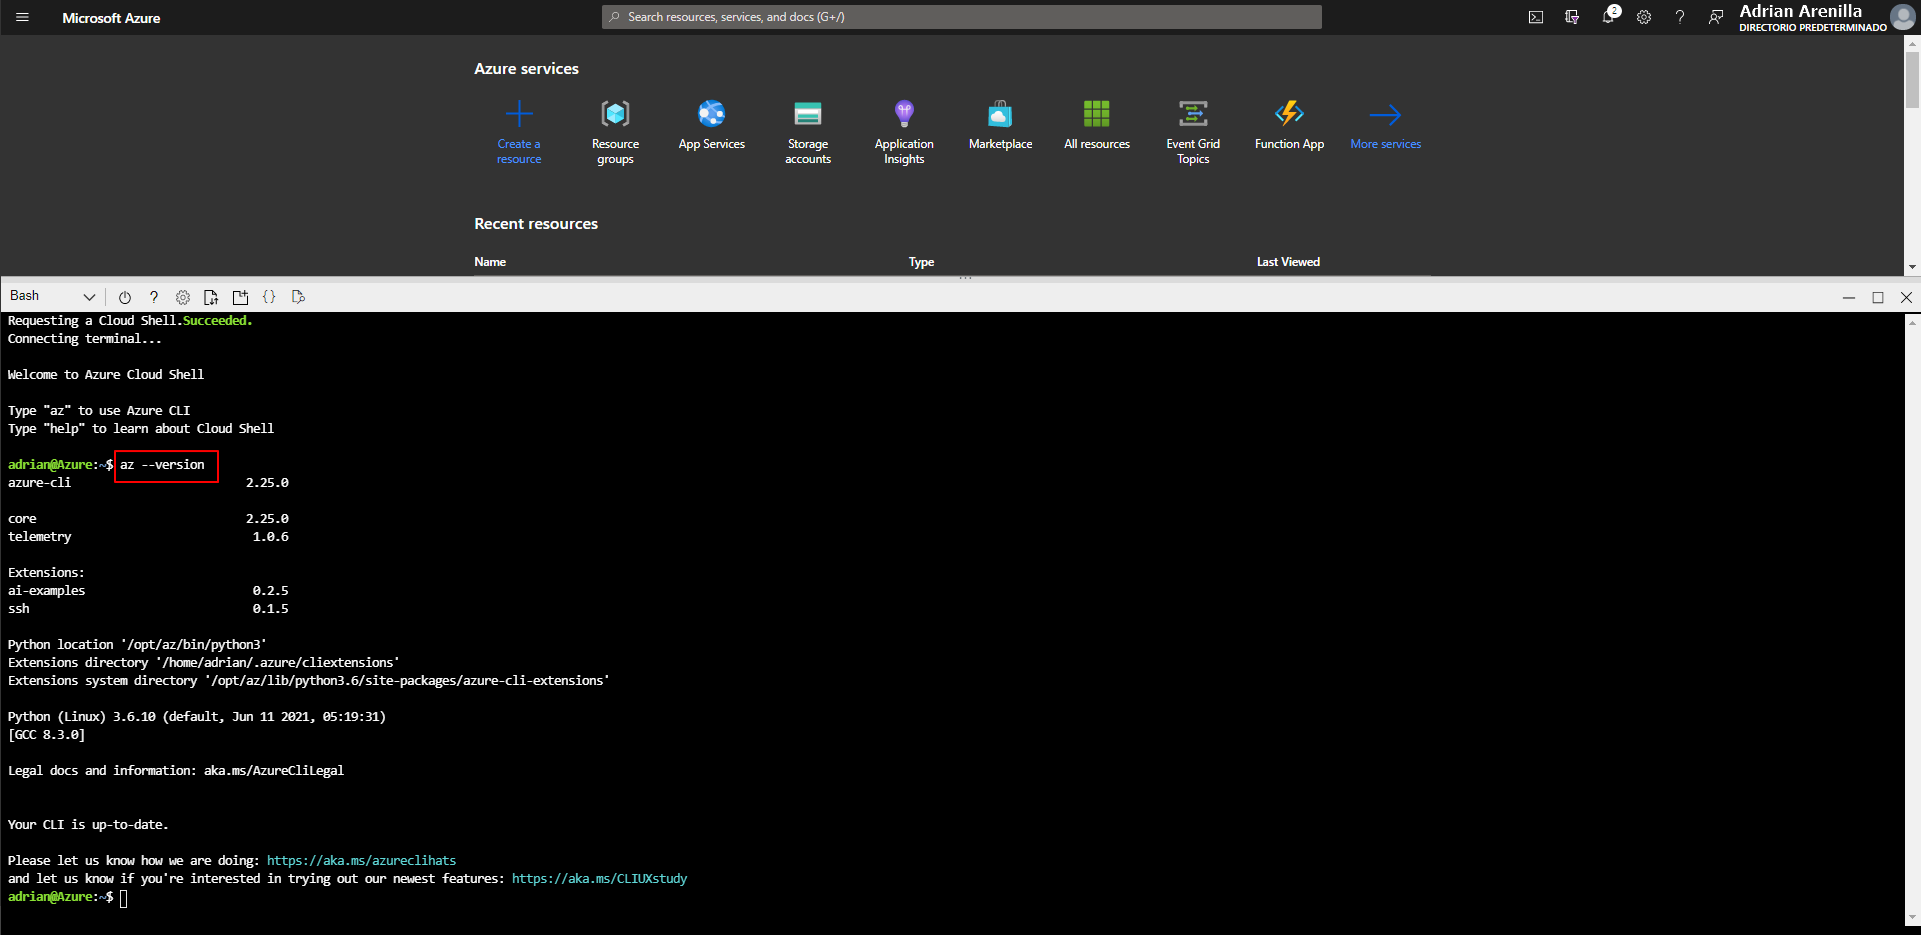 Microsoft Azure
Search resources, services, and docs (G+/)
2
Adrian Arenilla
DIRECTORIO PREDETERMINADO
Azure services
Create a resource
Resource groups
App Services
Storage accounts
Application Insights
Marketplace
All resources
Event Grid Topics
Function App
More services
Recent resources
Name Type Last Viewed
Bash
Requesting a Cloud Shell.Succeeded.
Connecting terminal...
Welcome to Azure Cloud Shell
Type "az" to use Azure CLI
Type "help" to learn about Cloud Shell
adrian@Azure:~$ az --version
azure-cli 2.25.0
core 2.25.0
telemetry 1.0.6
Extensions:
ai-examples 0.2.5
ssh 0.1.5
Python location '/opt/az/bin/python3'
Extensions directory '/home/adrian/.azure/cliextensions'
Extensions system directory '/opt/az/lib/python3.6/site-packages/azure-cli-extensions'
Python (Linux) 3.6.10 (default, Jun 11 2021, 05:19:31)
[GCC 8.3.0]
Legal docs and information: aka.ms/AzureCliLegal
Your CLI is up-to-date.
Please let us know how we are doing: https://aka.ms/azureclihats
and let us know if you're interested in trying out our newest features: https://aka.ms/CLIUXstudy
adrian@Azure:~$